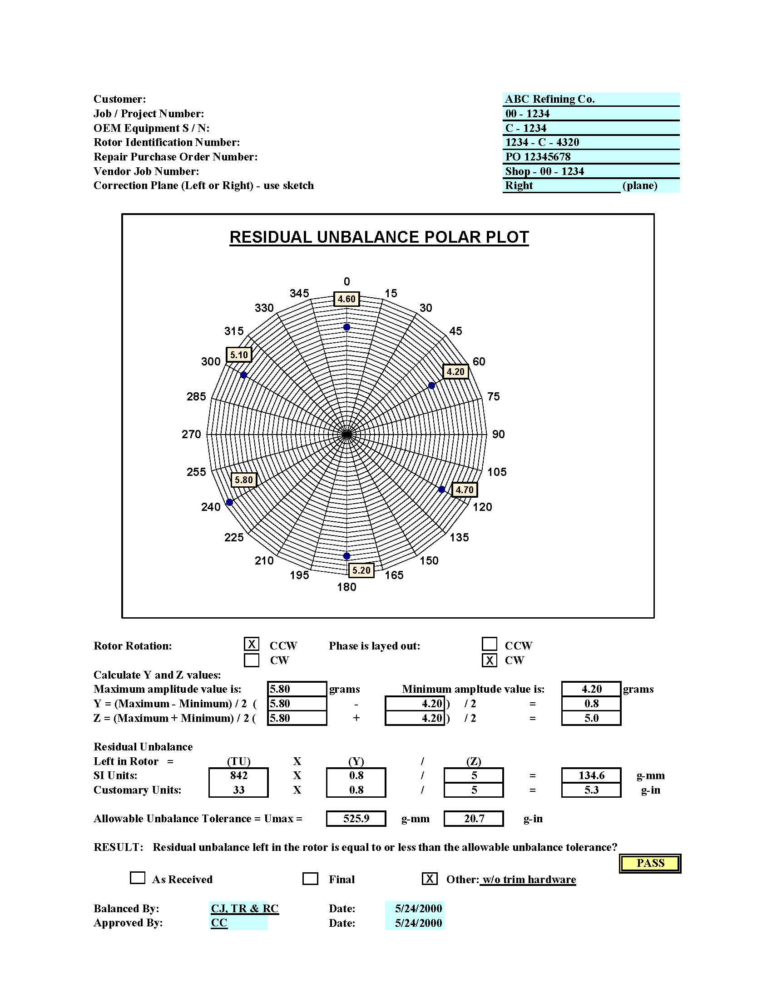 Customer: ABC Refining Co.
Job / Project Number: 00 - 1234
OEM Equipment S / N: C - 1234
Rotor Identification Number: 1234 - C - 4320
Repair Purchase Order Number: PO 12345678
Vendor Job Number: Shop - 00 - 1234
Correction Plane (Left or Right) - use sketch Right (plane)
RESIDUAL UNBALANCE POLAR PLOT
0
345 4.60 15
330 30
315 45
5.10
300 60
4.20
285 75
270 90
255 105
5.80
4.70
240 120
225 135
210 150
195 5.20 165
180
Rotor Rotation: X CCW Phase is layed out: CCW
CW X CW
Calculate Y and Z values:
Maximum amplitude value is: 5.80 grams Minimum ampltude value is: 4.20 grams
Y = (Maximum - Minimum) / 2 ( 5.80 - 4.20 ) / 2 = 0.8
Z = (Maximum + Minimum) / 2 ( 5.80 + 4.20 ) / 2 = 5.0
Residual Unbalance
Left in Rotor = (TU) X (Y) / (Z)
SI Units: 842 X 0.8 / 5 = 134.6 g-mm
Customary Units: 33 X 0.8 / 5 = 5.3 g-in
Allowable Unbalance Tolerance = Umax = 525.9 g-mm 20.7 g-in
RESULT: Residual unbalance left in the rotor is equal to or less than the allowable unbalance tolerance?
PASS
As Received Final X Other: w/o trim hardware
Balanced By: CJ, TR & RC Date: 5/24/2000
Approved By: CC Date: 5/24/2000